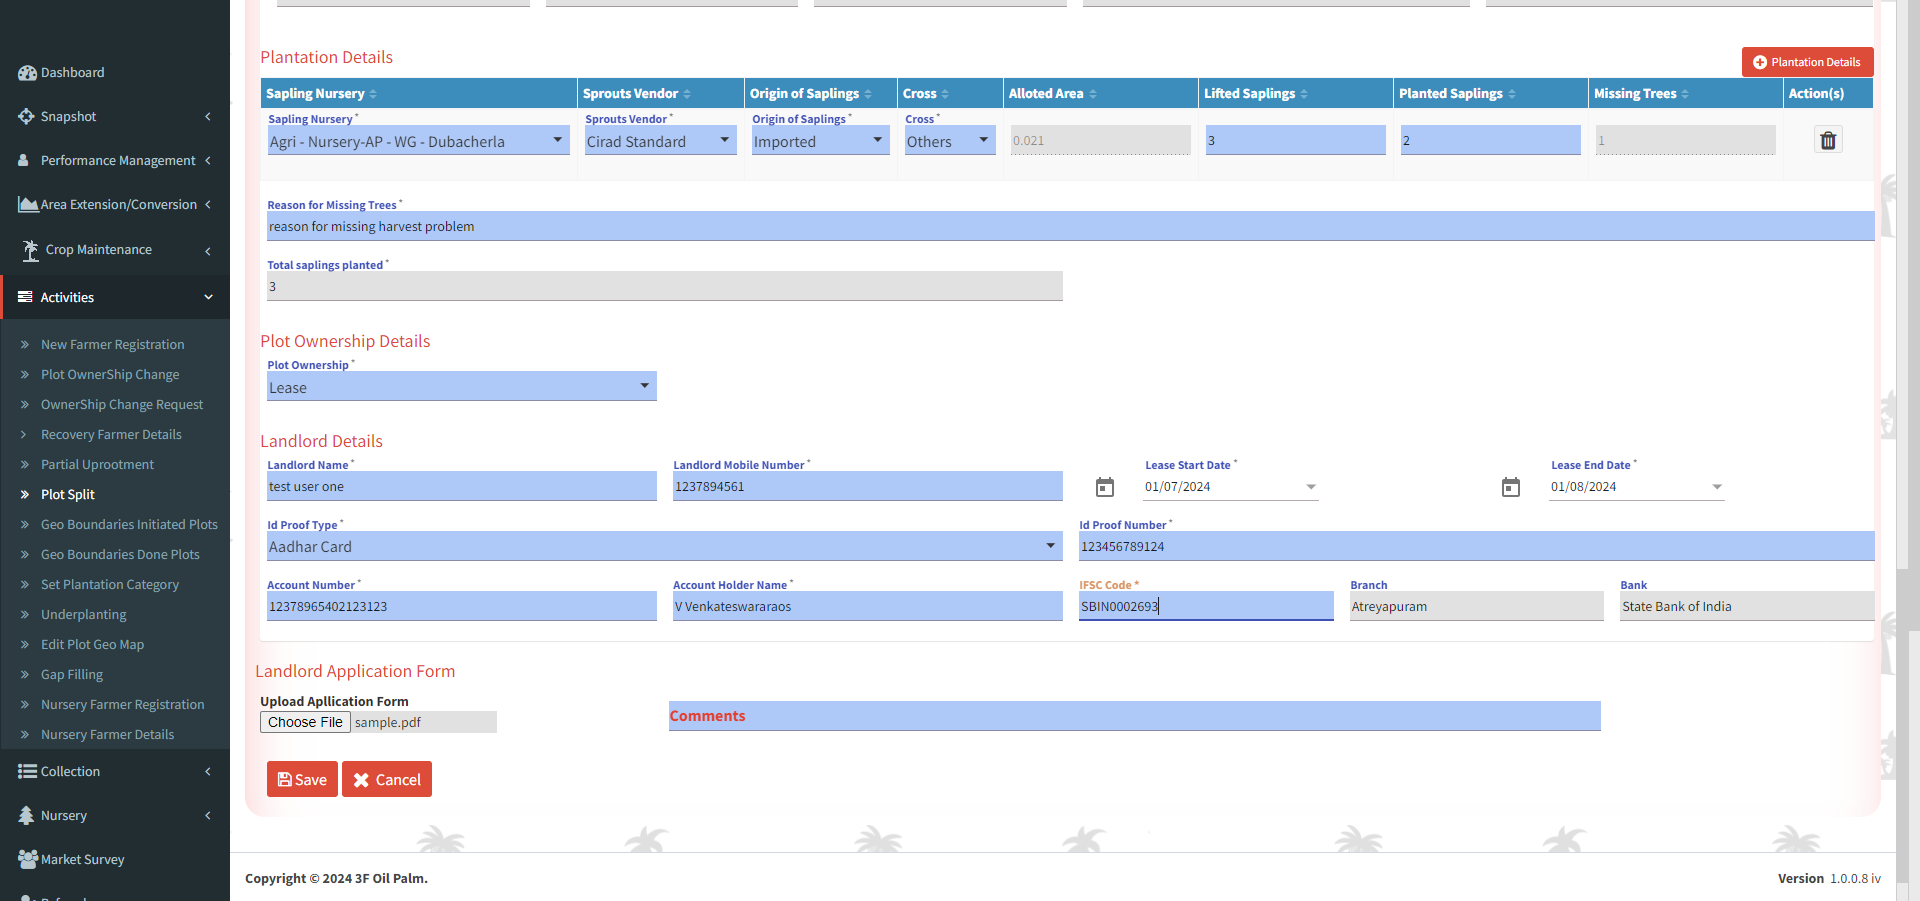 Dashboard
Snapshot
Performance Management
Area Extension/Conversion
Crop Maintenance
Activities
New Farmer Registration
Plot OwnerShip Change
OwnerShip Change Request
Recovery Farmer Details
Partial Uprootment
Plot Split
Geo Boundaries Initiated Plots
Geo Boundaries Done Plots
Set Plantation Category
Underplanting
Edit Plot Geo Map
Gap Filling
Nursery Farmer Registration
Nursery Farmer Details
Collection
Nursery
Market Survey
Plantation Details
Plantation Details
Sapling Nursery Sprouts Vendor Origin of Saplings Cross Alloted Area Lifted Saplings Planted Saplings Missing Trees Action(s)
Sapling Nursery * Sprouts Vendor * Origin of Saplings * Cross *
Agri - Nursery-AP - WG - Dubacherla Cirad Standard Imported Others 0.021 3 2 1
Reason for Missing Trees *
reason for missing harvest problem
Total saplings planted *
3
Plot Ownership Details
Plot Ownership *
Lease
Landlord Details
Landlord Name * Landlord Mobile Number * Lease Start Date * Lease End Date *
test user one 1237894561 01/07/2024 01/08/2024
Id Proof Type * Id Proof Number *
Aadhar Card 123456789124
Account Number * Account Holder Name * IFSC Code * Branch Bank
12378965402123123 V Venkateswararaos SBIN0002693 Atreyapuram State Bank of India
Landlord Application Form
Upload Apllication Form
Choose File sample.pdf
Comments
Save Cancel
Copyright © 2024 3F Oil Palm.
Version 1.0.0.8 iv